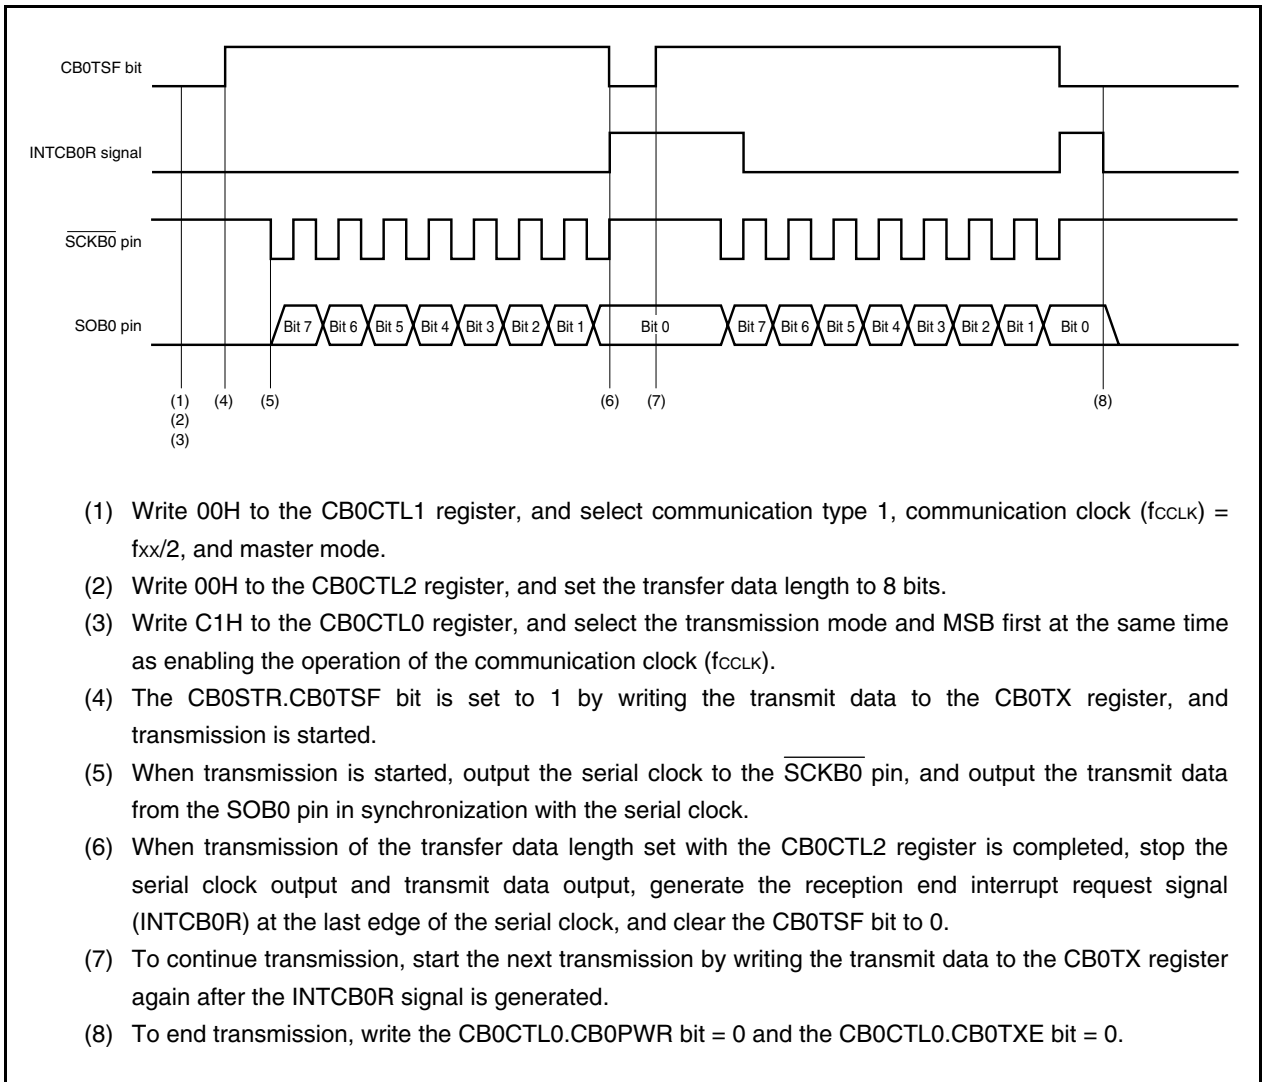 CB0TSF bit
INTCB0R signal
SCKB0 pin
SOB0 pin
Bit 7 Bit 6 Bit 5 Bit 4 Bit 3 Bit 2 Bit 1 Bit 0 Bit 7 Bit 6 Bit 5 Bit 4 Bit 3 Bit 2 Bit 1 Bit 0
(1) (4) (5) (6) (7) (8)
(2)
(3)
(1) Write 00H to the CB0CTL1 register, and select communication type 1, communication clock (fCCLK) =
fXX/2, and master mode.
(2) Write 00H to the CB0CTL2 register, and set the transfer data length to 8 bits.
(3) Write C1H to the CB0CTL0 register, and select the transmission mode and MSB first at the same time
as enabling the operation of the communication clock (fCCLK).
(4) The CB0STR.CB0TSF bit is set to 1 by writing the transmit data to the CB0TX register, and
transmission is started.
(5) When transmission is started, output the serial clock to the SCKB0 pin, and output the transmit data
from the SOB0 pin in synchronization with the serial clock.
(6) When transmission of the transfer data length set with the CB0CTL2 register is completed, stop the
serial clock output and transmit data output, generate the reception end interrupt request signal
(INTCB0R) at the last edge of the serial clock, and clear the CB0TSF bit to 0.
(7) To continue transmission, start the next transmission by writing the transmit data to the CB0TX register
again after the INTCB0R signal is generated.
(8) To end transmission, write the CB0CTL0.CB0PWR bit = 0 and the CB0CTL0.CB0TXE bit = 0.